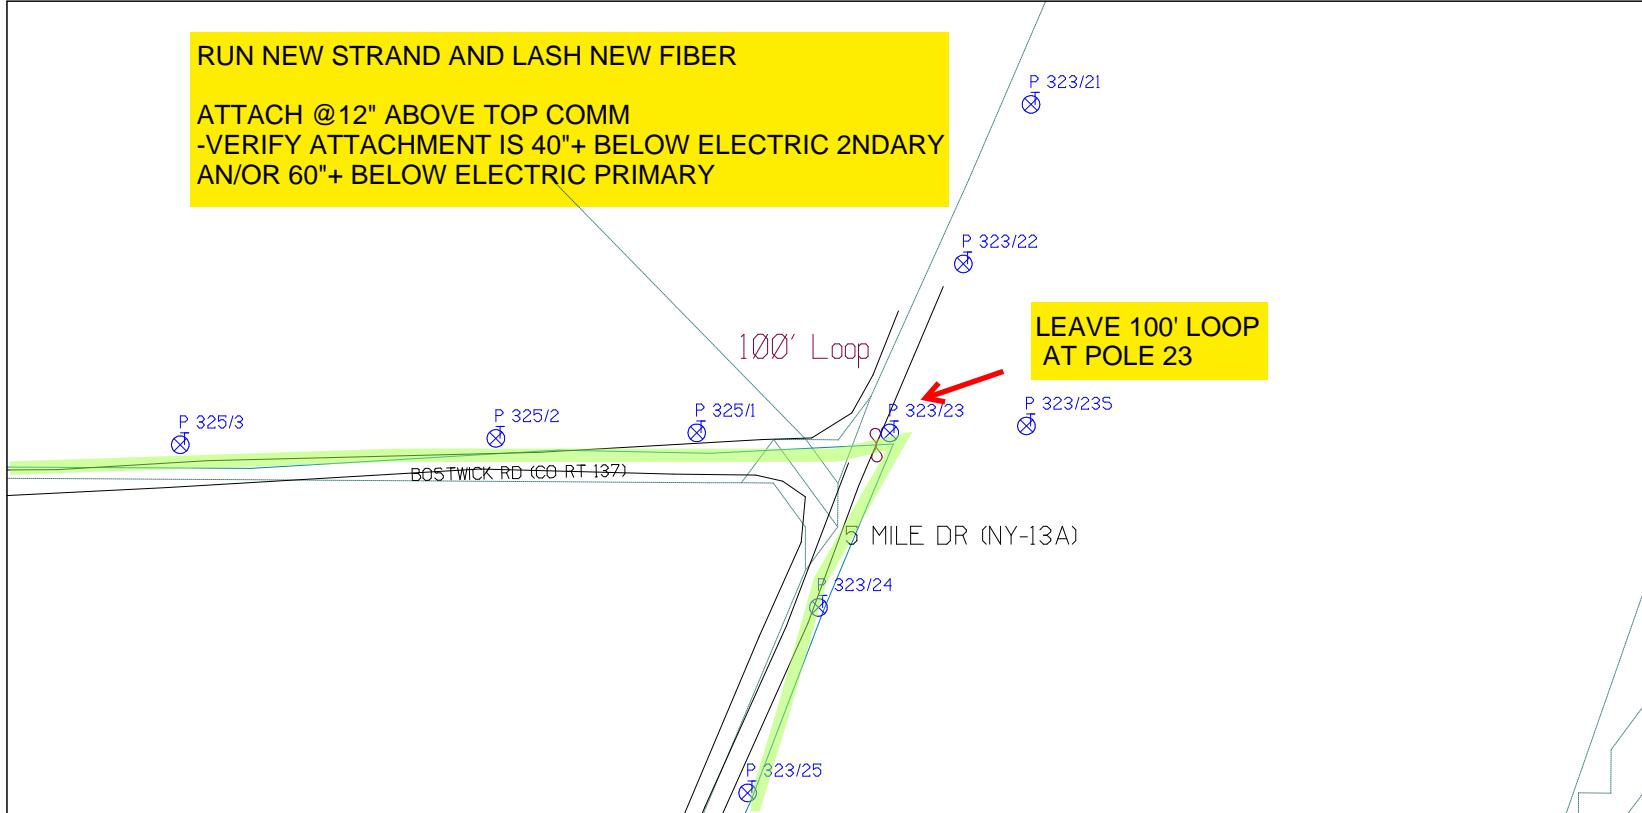 RUN NEW STRAND AND LASH NEW FIBER
ATTACH @12" ABOVE TOP COMM
-VERIFY ATTACHMENT IS 40"+ BELOW ELECTRIC 2NDARY
AN/OR 60"+ BELOW ELECTRIC PRIMARY
P 323/21
P 323/22
LEAVE 100' LOOP
AT POLE 23
100' Loop
P 325/3
P 325/2
P 325/1
P 323/23
P 323/23S
BOSTWICK RD (CO RT 137)
5 MILE DR (NY-13A)
P 323/24
P 323/25